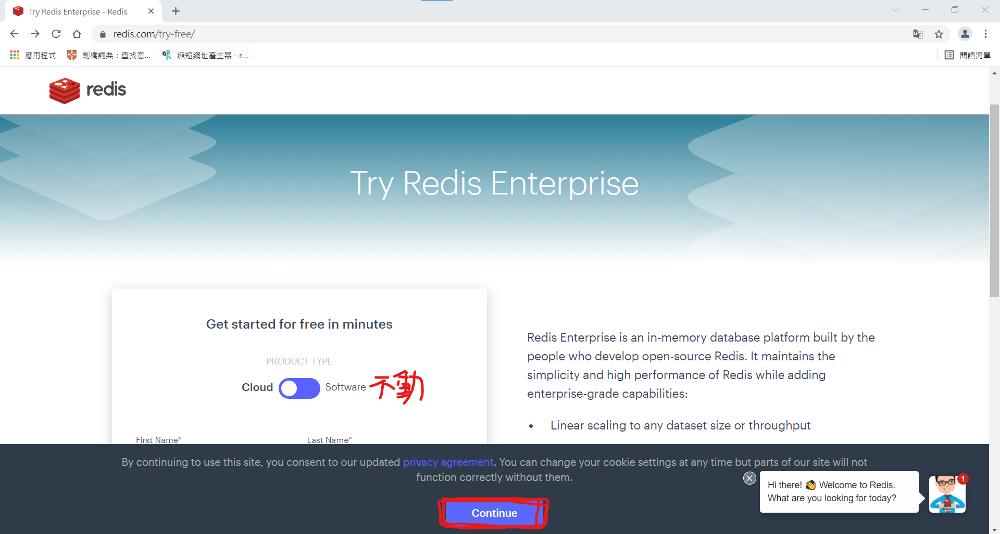 Try Redis Enterprise - Redis
redis.com/try-free/
應用程式
劍橋詞典：查找意...
縮短網址產生器 - r...
閱讀清單
redis
Try Redis Enterprise
Get started for free in minutes
PRODUCT TYPE
Cloud
Software
不動
First Name*
Last Name*
Redis Enterprise is an in-memory database platform built by the
people who develop open-source Redis. It maintains the
simplicity and high performance of Redis while adding
enterprise-grade capabilities:
• Linear scaling to any dataset size or throughput
By continuing to use this site, you consent to our updated privacy agreement. You can change your cookie settings at any time but parts of our site will not
function correctly without them.
Continue
Hi there! 👋 Welcome to Redis.
What are you looking for today?
1